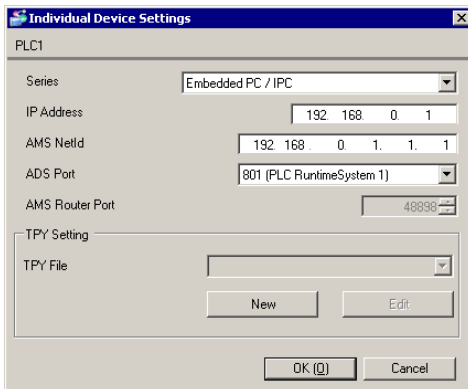 Individual Device Settings
PLC1
Series Embedded PC / IPC
IP Address 192. 168. 0. 1
AMS NetId 192. 168. 0. 1. 1. 1
ADS Port 801 (PLC RuntimeSystem 1)
AMS Router Port 48898
TPY Setting
TPY File
New Edit
OK (O) Cancel